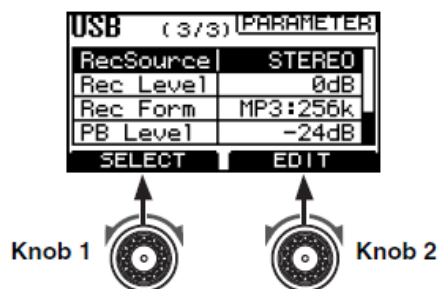 USB (3/3) PARAMETER
RecSource STEREO
Rec Level 0dB
Rec Form MP3:256k
PB Level -24dB
SELECT EDIT
Knob 1 Knob 2